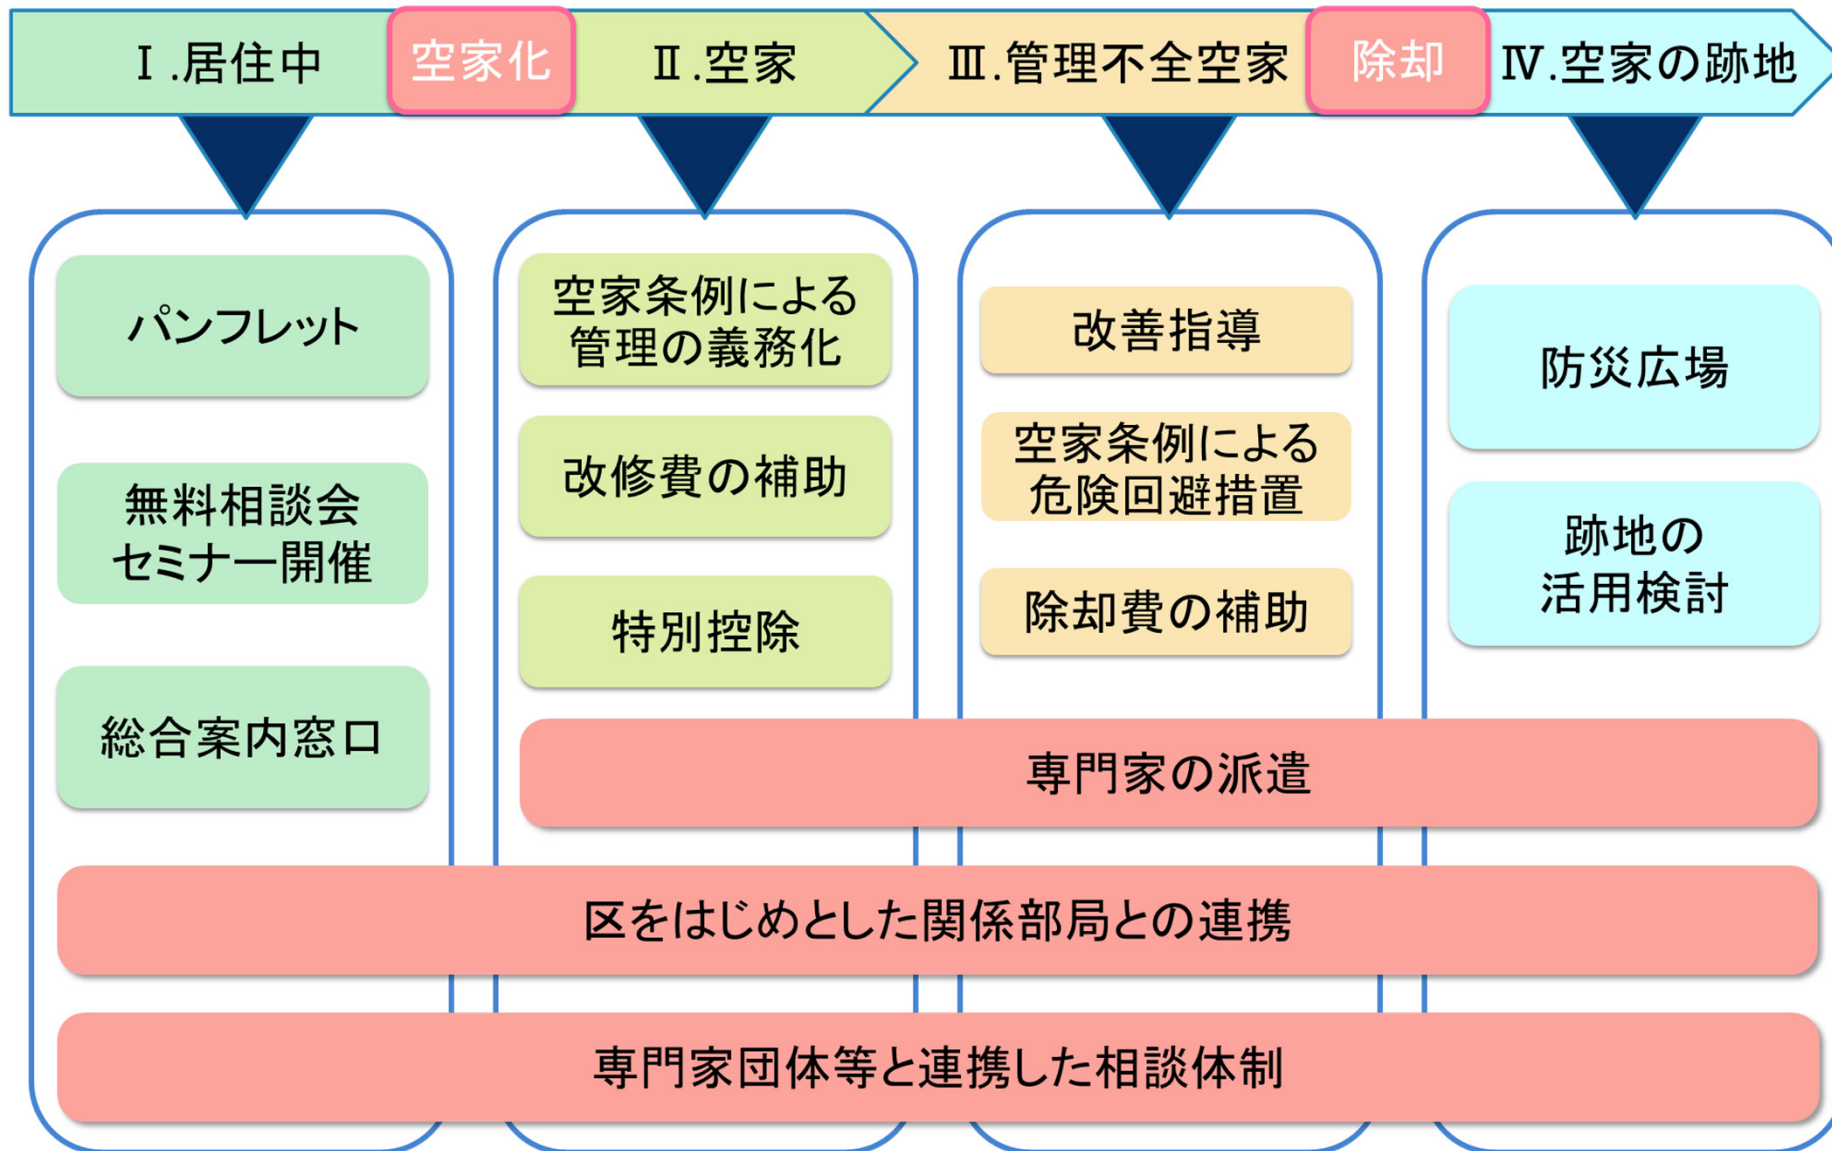 Ⅰ.居住中
空家化
Ⅱ.空家
Ⅲ.管理不全空家
除却
Ⅳ.空家の跡地
パンフレット
無料相談会
セミナー開催
総合案内窓口
空家条例による
管理の義務化
改修費の補助
特別控除
改善指導
空家条例による
危険回避措置
除却費の補助
防災広場
跡地の
活用検討
専門家の派遣
区をはじめとした関係部局との連携
専門家団体等と連携した相談体制